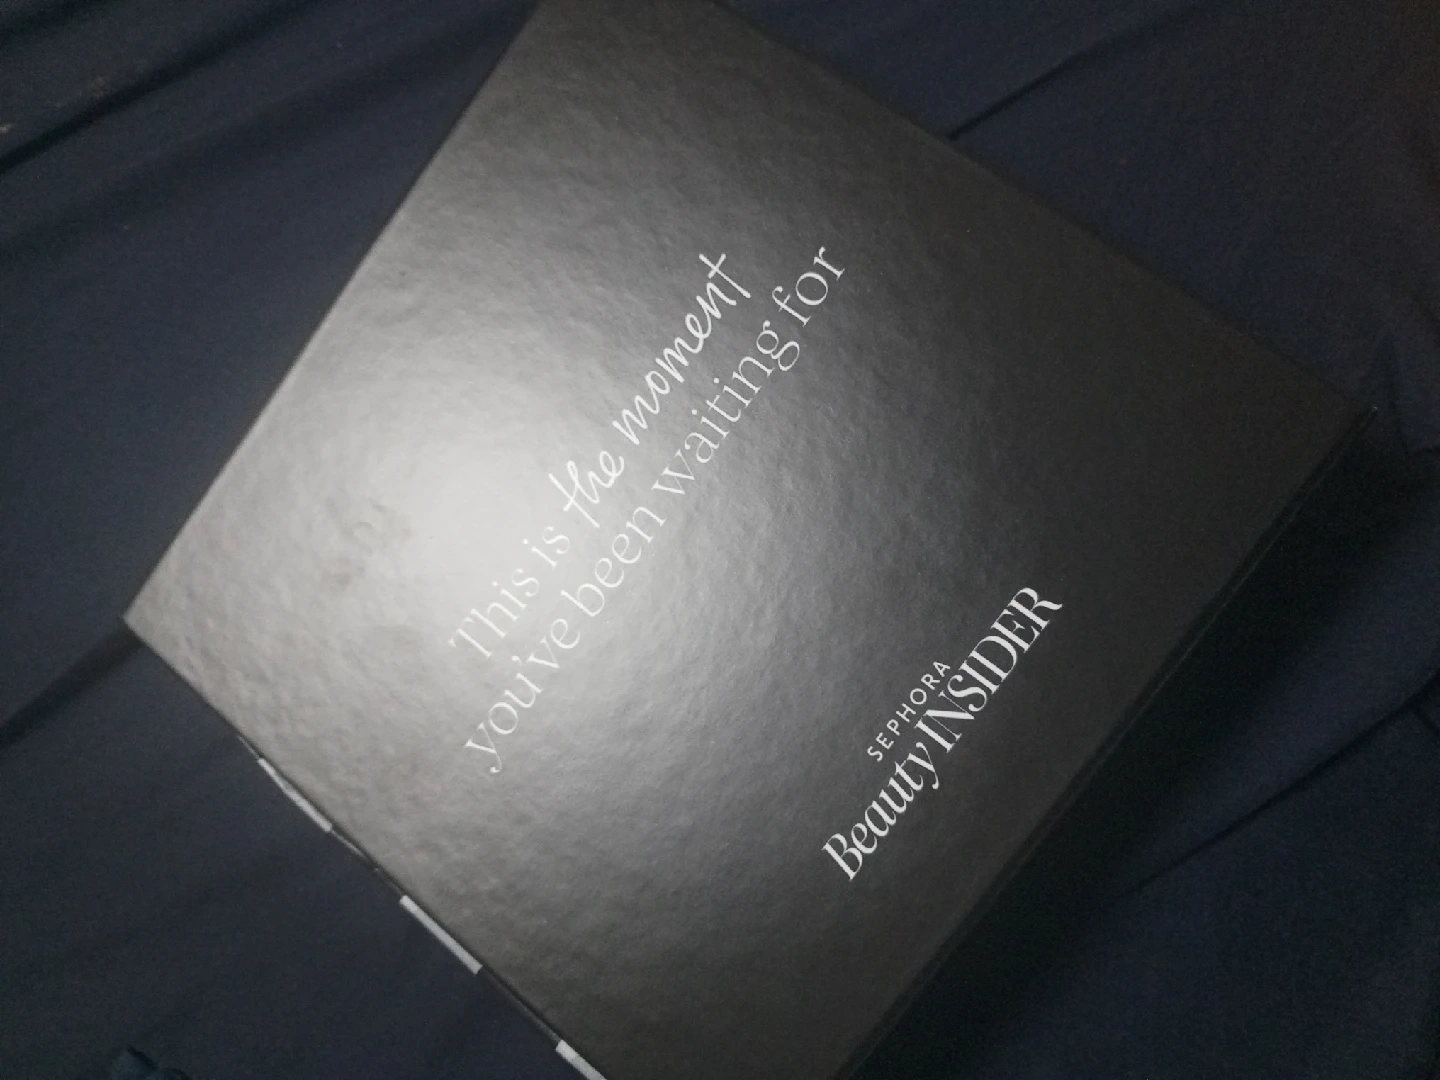 This is the moment
you've been waiting for
SEPHORA
Beauty INSIDER